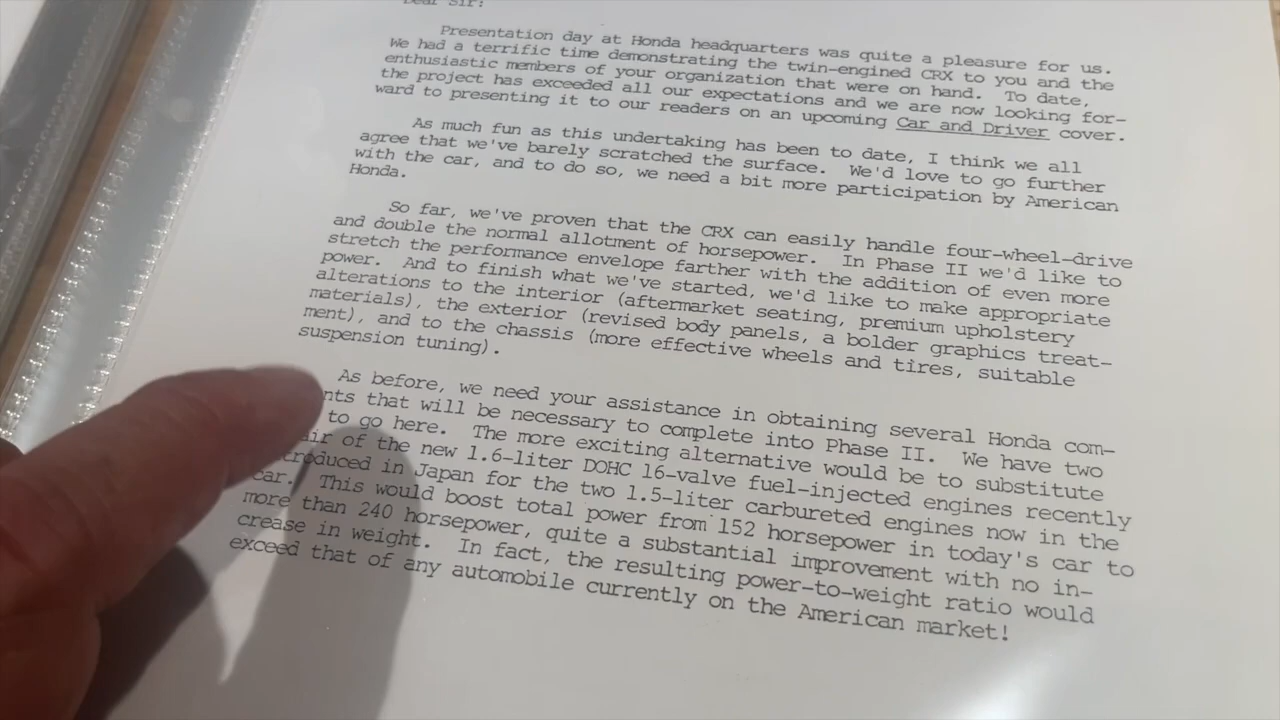 Dear Sir:
Presentation day at Honda headquarters was quite a pleasure for us.
We had a terrific time demonstrating the twin-engined CRX to you and the
enthusiastic members of your organization that were on hand. To date,
the project has exceeded all our expectations and we are now looking for-
ward to presenting it to our readers on an upcoming Car and Driver cover.
As much fun as this undertaking has been to date, I think we all
agree that we've barely scratched the surface. We'd love to go further
with the car, and to do so, we need a bit more participation by American
Honda.
So far, we've proven that the CRX can easily handle four-wheel-drive
and double the normal allotment of horsepower. In Phase II we'd like to
stretch the performance envelope farther with the addition of even more
power. And to finish what we've started, we'd like to make appropriate
alterations to the interior (aftermarket seating, premium upholstery
materials), the exterior (revised body panels, a bolder graphics treat-
ment), and to the chassis (more effective wheels and tires, suitable
suspension tuning).
As before, we need your assistance in obtaining several Honda com-
nts that will be necessary to complete into Phase II. We have two
to go here. The more exciting alternative would be to substitute
air of the new 1.6-liter DOHC 16-valve fuel-injected engines recently
troduced in Japan for the two 1.5-liter carbureted engines now in the
car. This would boost total power from 152 horsepower in today's car to
more than 240 horsepower, quite a substantial improvement with no in-
crease in weight. In fact, the resulting power-to-weight ratio would
exceed that of any automobile currently on the American market!